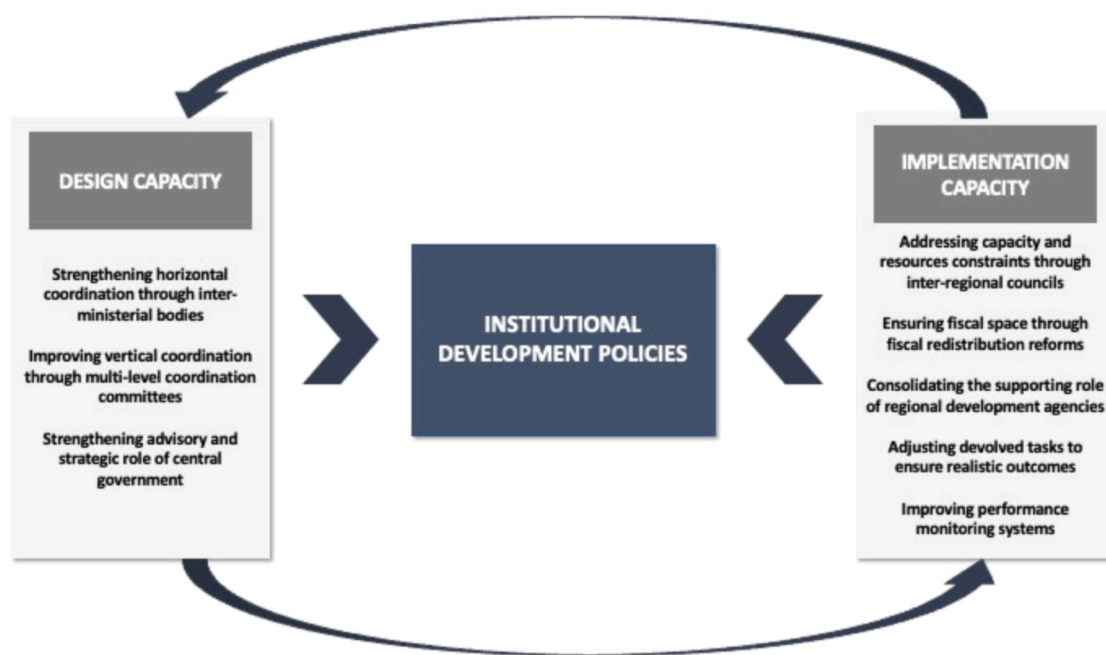 DESIGN CAPACITY
Strengthening horizontal
coordination through inter-
ministerial bodies
Improving vertical coordination
through multi-level coordination
committees
Strengthening advisory and
strategic role of central
government
INSTITUTIONAL
DEVELOPMENT POLICIES
IMPLEMENTATION
CAPACITY
Addressing capacity and
resources constraints through
inter-regional councils
Ensuring fiscal space through
fiscal redistribution reforms
Consolidating the supporting role
of regional development agencies
Adjusting devolved tasks to
ensure realistic outcomes
Improving performance
monitoring systems